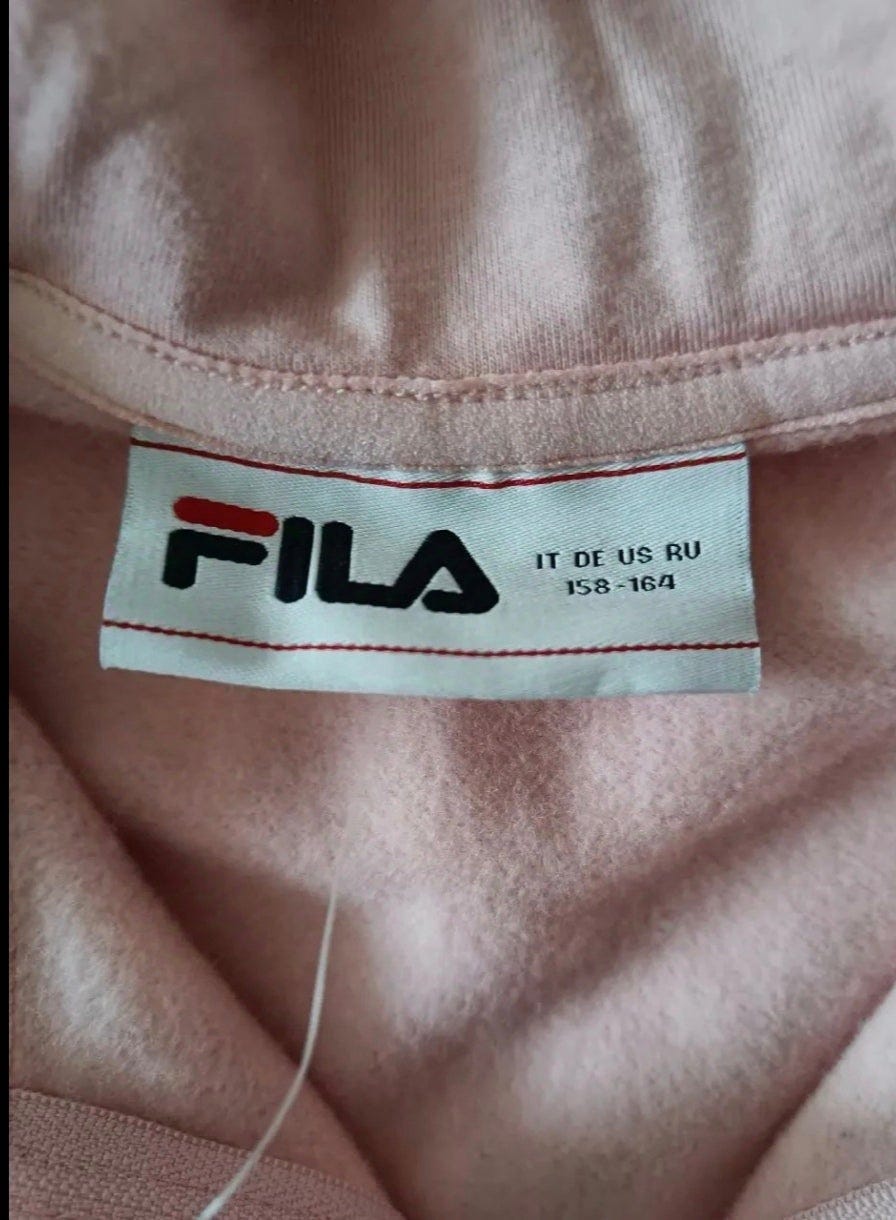 FILA
IT DE US RU
158-164